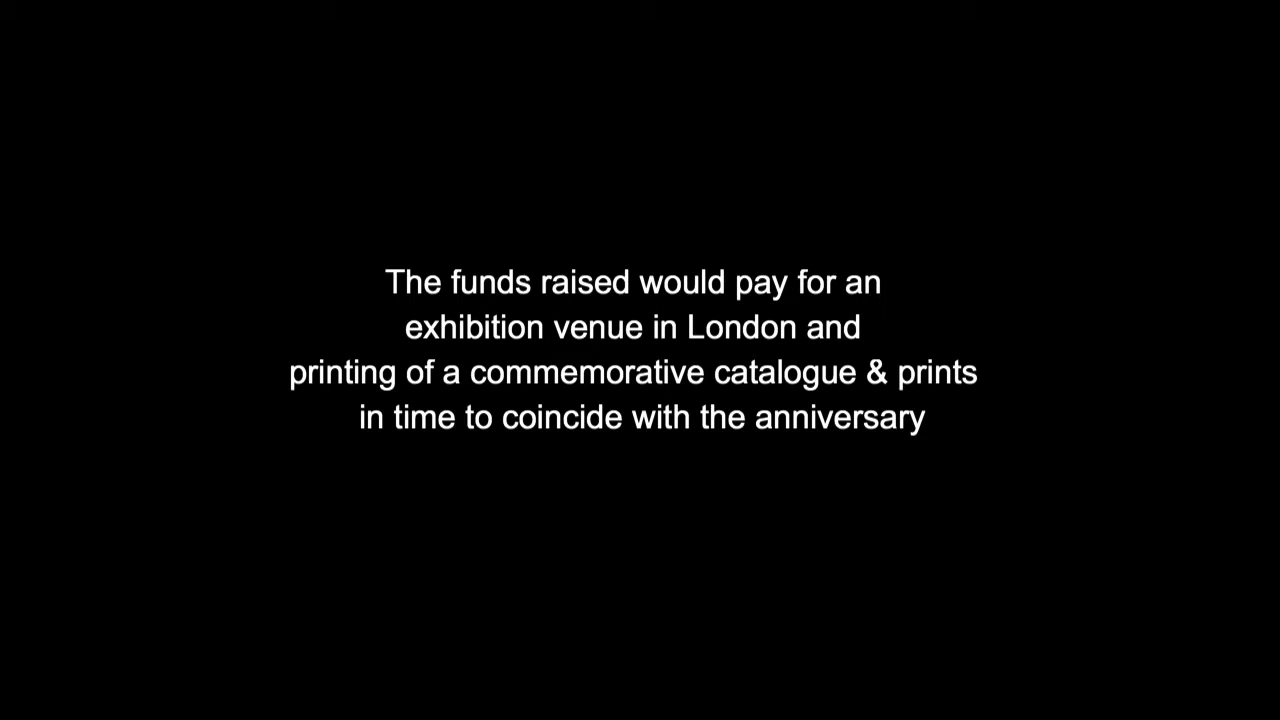 The funds raised would pay for an
exhibition venue in London and
printing of a commemorative catalogue & prints
in time to coincide with the anniversary